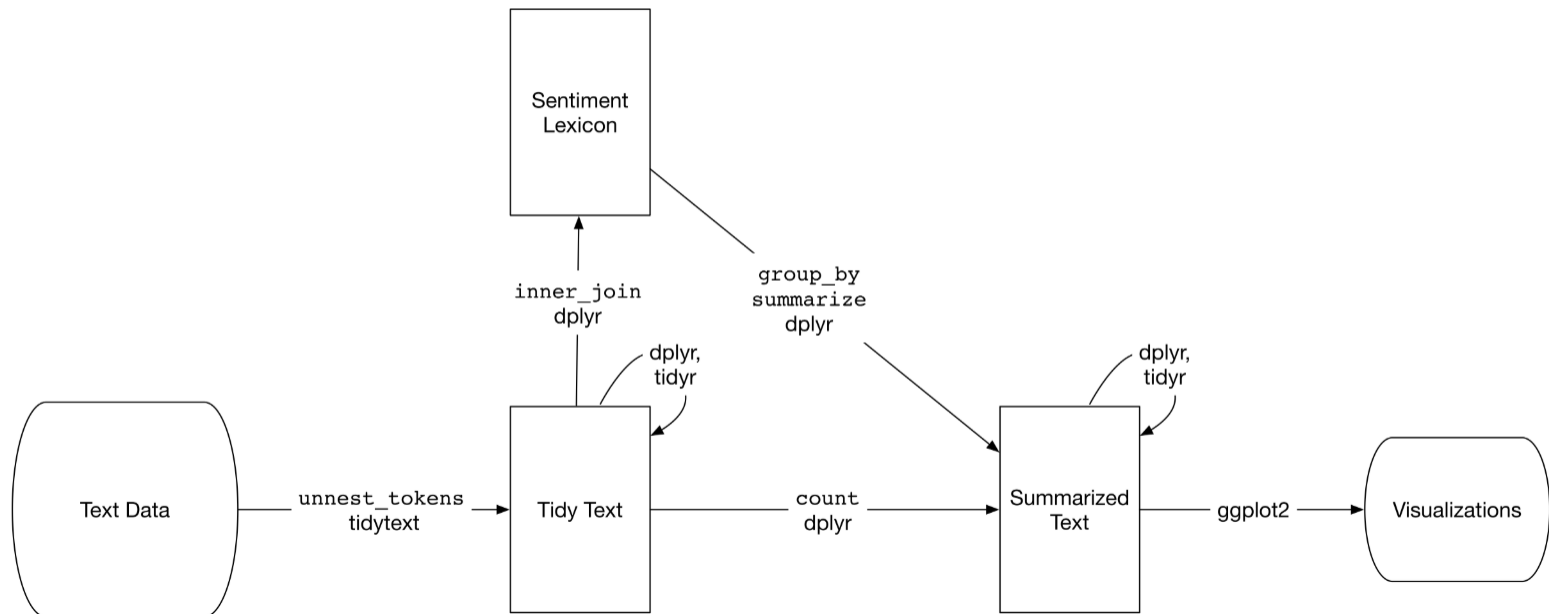 Sentiment
Lexicon
inner_join
dplyr
group_by
summarize
dplyr
dplyr,
tidyr
dplyr,
tidyr
Text Data
unnest_tokens
tidytext
Tidy Text
count
dplyr
Summarized
Text
ggplot2
Visualizations